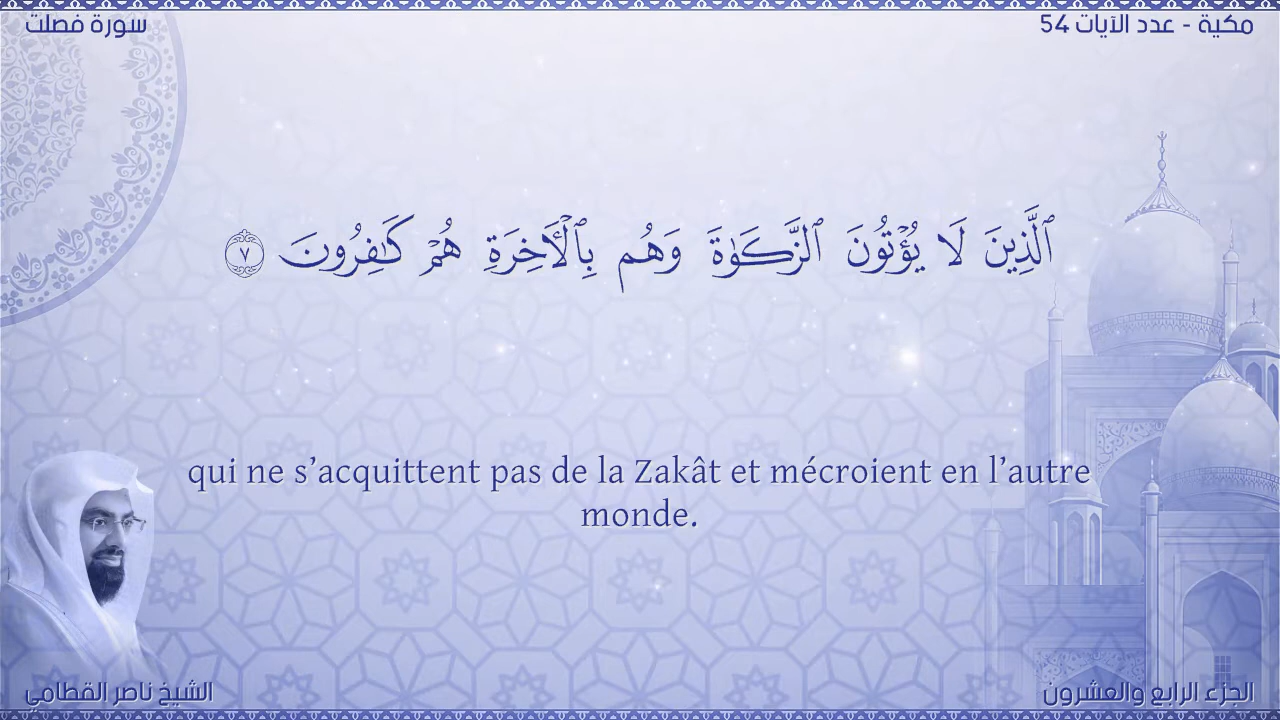 سورة فصلت
مكية - عدد الآيات 54
ٱلَّذِينَ لَا يُؤْتُونَ ٱلزَّكَوٰةَ وَهُم بِٱلْأَخِرَةِ هُمْ كَـٰفِرُونَ ٧
qui ne s’acquittent pas de la Zakât et mécroient en l’autre
monde.
الشيخ ناصر القطامي
الجزء الرابع والعشرون